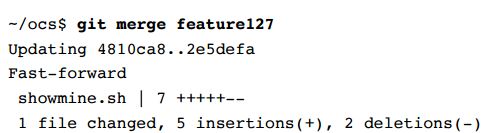 ~/ocs$ git merge feature127
Updating 4810ca8..2e5defa
Fast-forward
showmine.sh | 7 +++++--
1 file changed, 5 insertions(+), 2 deletions(-)